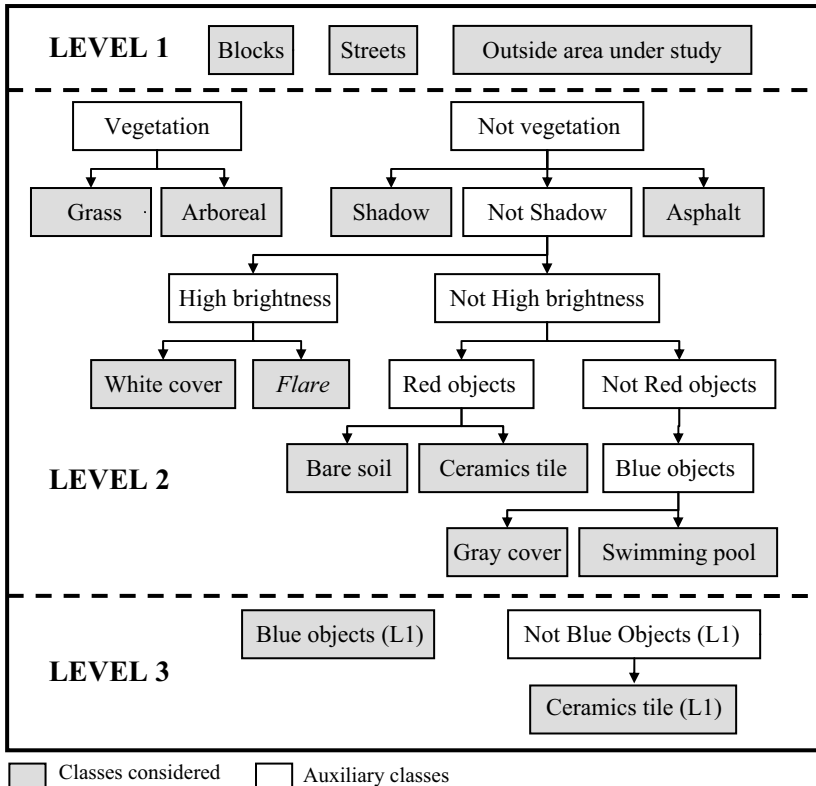 LEVEL 1
Blocks
Streets
Outside area under study
Vegetation
Not vegetation
Grass
Arboreal
Shadow
Not Shadow
Asphalt
High brightness
Not High brightness
White cover
Flare
Red objects
Not Red objects
LEVEL 2
Bare soil
Ceramics tile
Blue objects
Gray cover
Swimming pool
LEVEL 3
Blue objects (L1)
Not Blue Objects (L1)
Ceramics tile (L1)
Classes considered
Auxiliary classes